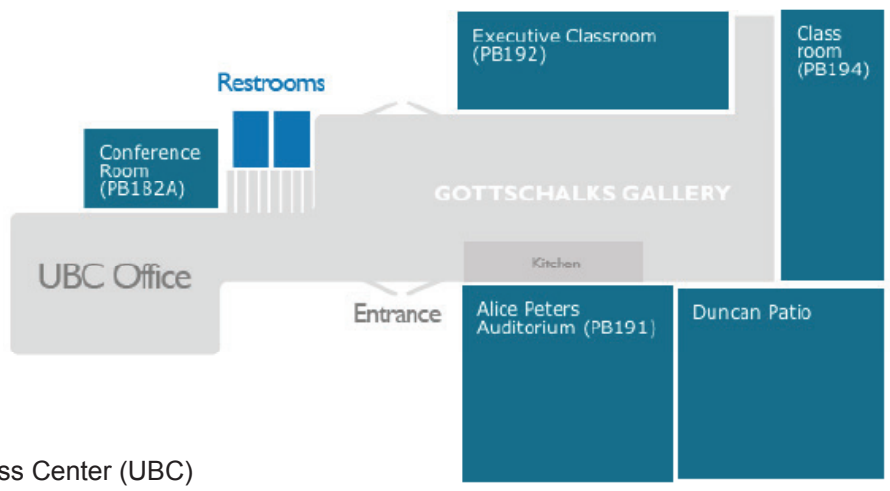 Executive Classroom
(PB192)
Class
room
(PB194)
Restrooms
Conference
Room
(PB182A)
GOTTSCHALKS GALLERY
UBC Office
Kitchen
Entrance
Alice Peters
Auditorium (PB191)
Duncan Patio
ss Center (UBC)